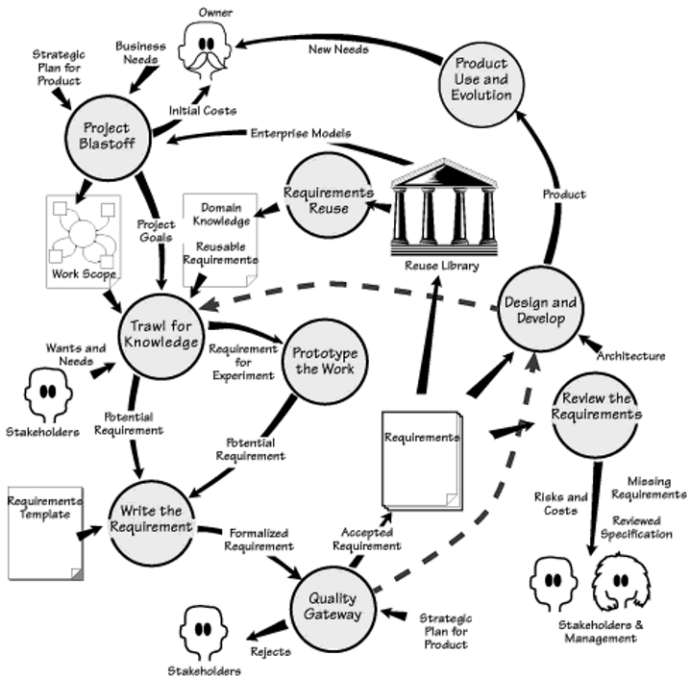 Owner
Strategic
Plan for
Product
Business
Needs
New Needs
Product
Use and
Evolution
Initial Costs
Project
Blastoff
Enterprise Models
Requirements
Reuse
Domain
Knowledge
Reusable
Requirements
Project
Goals
Product
Work Scope
Reuse Library
Trawl for
Knowledge
Design and
Develop
Wants and
Needs
Requirement
for
Experiment
Prototype
the Work
Architecture
Stakeholders
Review the
Requirements
Potential
Requirement
Potential
Requirement
Requirements
Requirements
Template
Write the
Requirement
Formalized
Requirement
Accepted
Requirement
Risks and
Costs
Missing
Requirements
Reviewed
Specification
Quality
Gateway
Strategic
Plan for
Product
Stakeholders &
Management
Rejects
Stakeholders